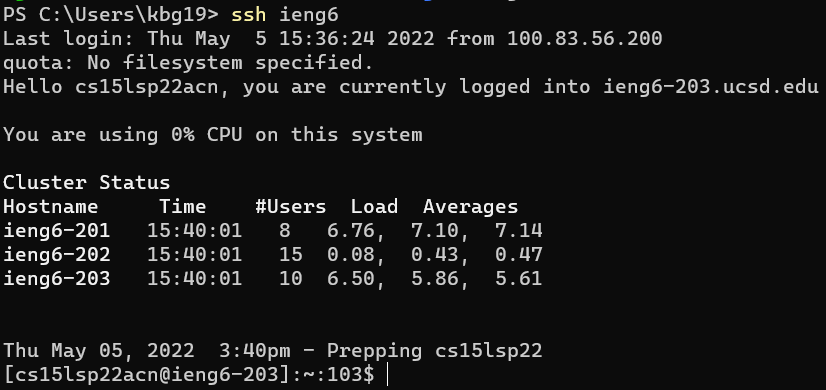 PS C:\Users\kbg19> ssh ieng6
Last login: Thu May  5 15:36:24 2022 from 100.83.56.200
quota: No filesystem specified.
Hello cs15lsp22acn, you are currently logged into ieng6-203.ucsd.edu
You are using 0% CPU on this system
Cluster Status
Hostname     Time    #Users  Load  Averages
ieng6-201   15:40:01   8   6.76,  7.10,  7.14
ieng6-202   15:40:01   15  0.08,  0.43,  0.47
ieng6-203   15:40:01   10  6.50,  5.86,  5.61
Thu May 05, 2022  3:40pm - Prepping cs15lsp22
[cs15lsp22acn@ieng6-203]:~:103$